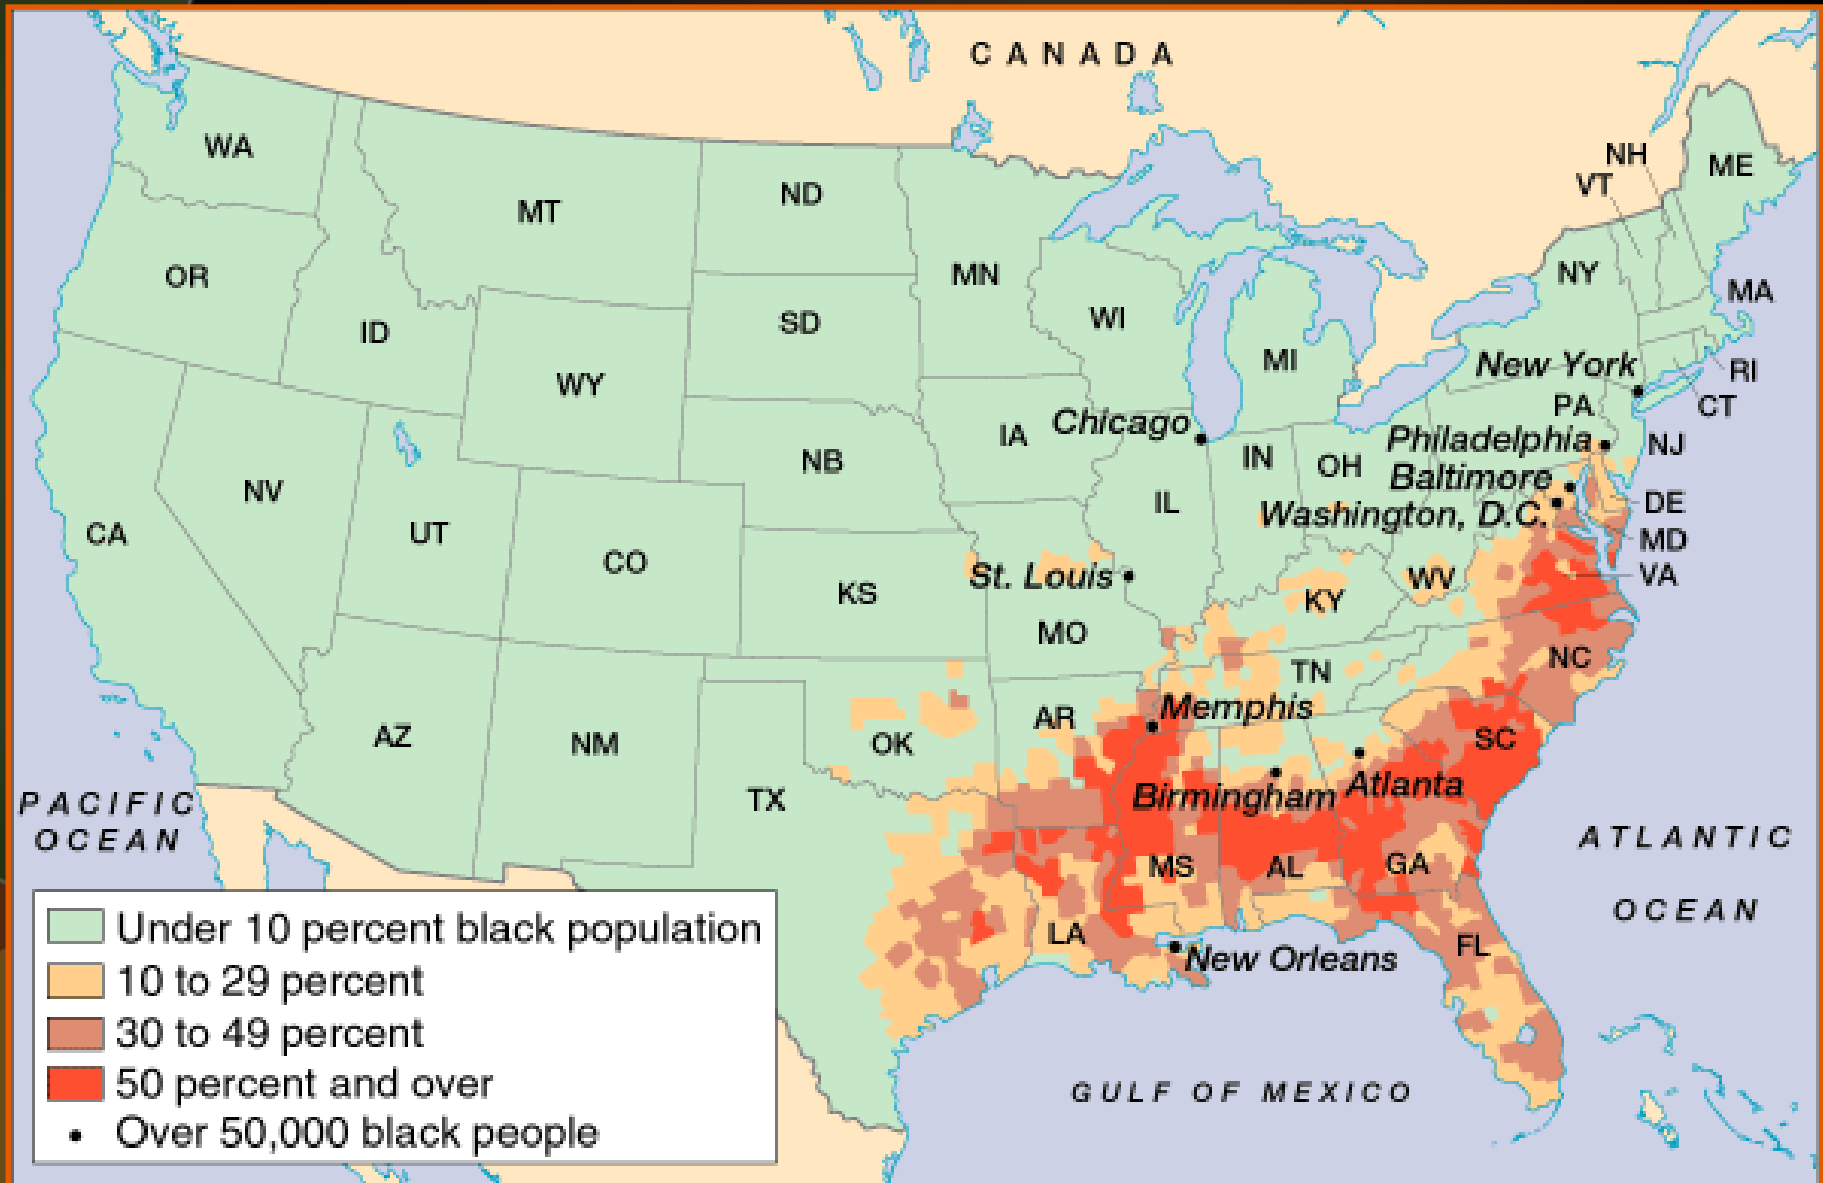 CANADA
WA
MT
ND
MN
OR
ID
SD
WI
MI
WY
NH
VT
ME
NY
MA
New York
RI
CT
PA
Chicago
IA
Philadelphia
NJ
Baltimore
NB
IN
OH
NV
IL
Washington, D.C.
DE
CA
UT
MD
CO
St. Louis
VA
KS
KY
WV
MO
NC
TN
Memphis
AR
AZ
NM
OK
SC
Atlanta
TX
Birmingham
PACIFIC
OCEAN
ATLANTIC
OCEAN
MS
AL
GA
LA
FL
New Orleans
GULF OF MEXICO
Under 10 percent black population
10 to 29 percent
30 to 49 percent
50 percent and over
Over 50,000 black people